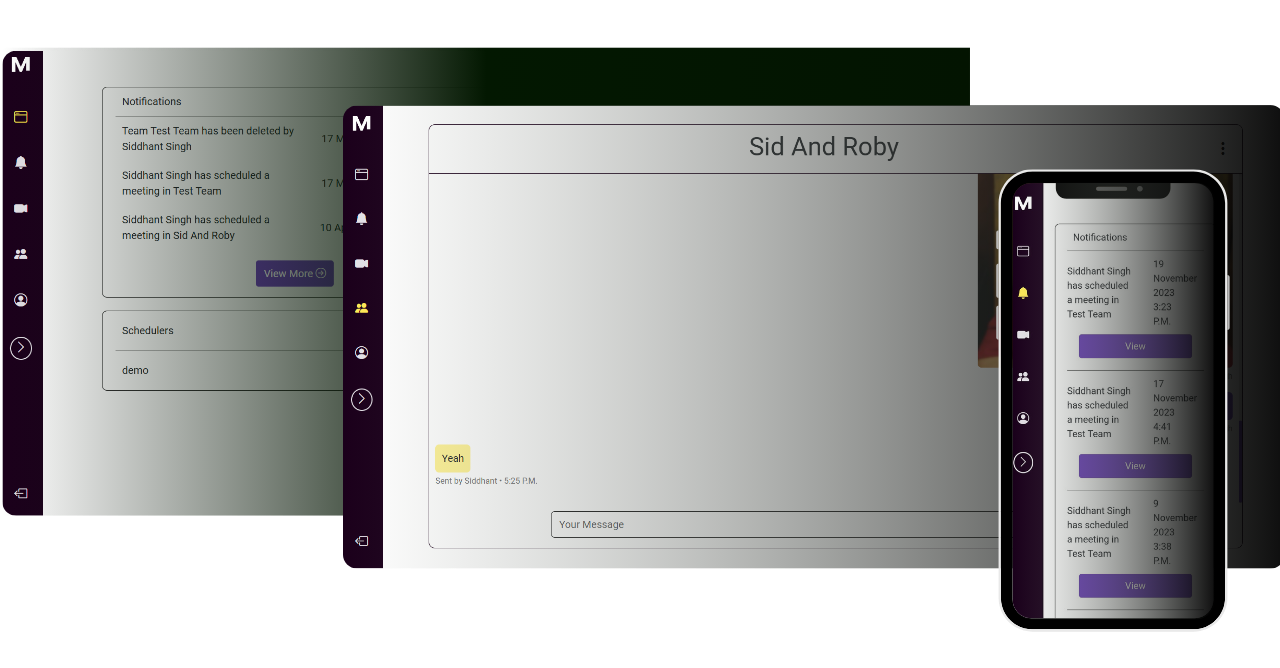 M
Notifications
Team Test Team has been deleted by
Siddhant Singh
17 M
Siddhant Singh has scheduled a
meeting in Test Team
17 M
Siddhant Singh has scheduled a
meeting in Sid And Roby
10 Ap
View More
Schedulers
demo
M
Sid And Roby
Yeah
Sent by Siddhant • 5:25 P.M.
Your Message
M
Notifications
Siddhant Singh
has scheduled
a meeting in
Test Team
19
November
2023
3:23
P.M.
View
Siddhant Singh
has scheduled
a meeting in
Test Team
17
November
2023
4:41
P.M.
View
Siddhant Singh
has scheduled
a meeting in
Test Team
9
November
2023
3:38
P.M.
View